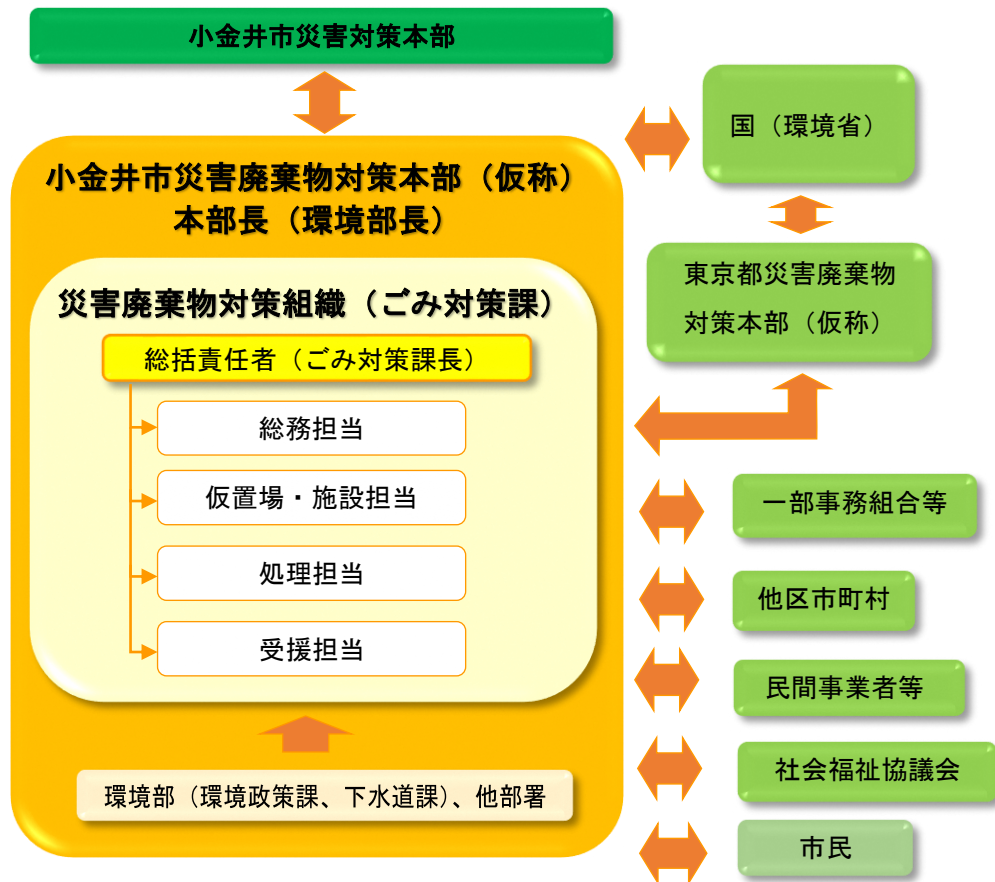 小金井市災害対策本部
国（環境省）
小金井市災害廃棄物対策本部（仮称）
本部長（環境部長）
東京都災害廃棄物
対策本部（仮称）
災害廃棄物対策組織（ごみ対策課）
総括責任者（ごみ対策課長）
総務担当
仮置場・施設担当
処理担当
受援担当
環境部（環境政策課、下水道課）、他部署
一部事務組合等
他区市町村
民間事業者等
社会福祉協議会
市民